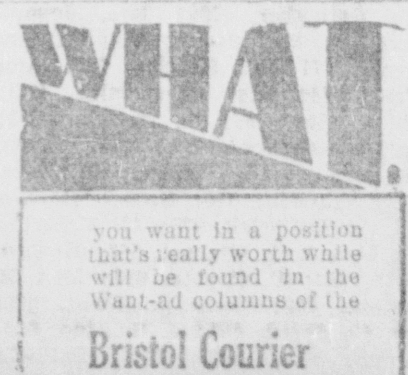 WHAT.
you want in a position
that's really worth while
will be found in the
Want-ad columns of the
Bristol Courier